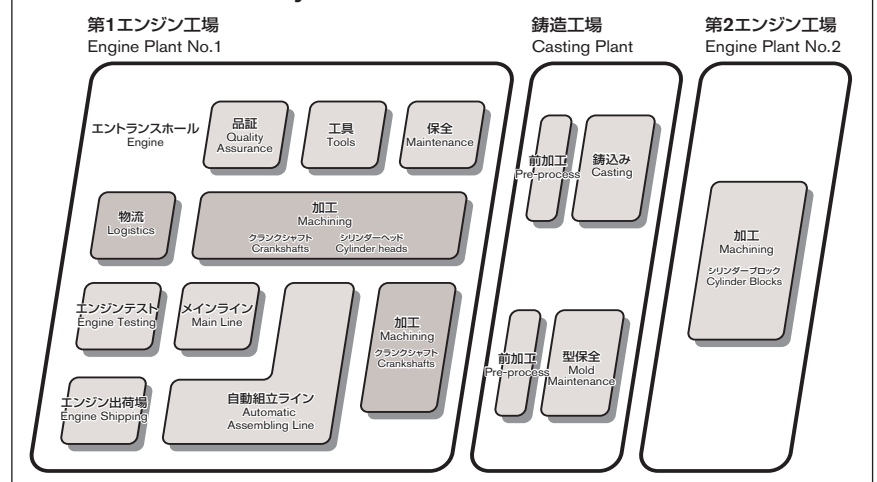 第1エンジン工場
Engine Plant No.1
鋳造工場
Casting Plant
第2エンジン工場
Engine Plant No.2
エントランスホール
Engine
品証
Quality
Assurance
工具
Tools
保全
Maintenance
物流
Logistics
加工
Machining
クランクシャフト
Crankshafts
シリンダーヘッド
Cylinder heads
エンジンテスト
Engine Testing
メインライン
Main Line
加工
Machining
クランクシャフト
Crankshafts
エンジン出荷場
Engine Shipping
自動組立ライン
Automatic
Assembling Line
前加工
Pre-process
鋳込み
Casting
前加工
Pre-process
型保全
Mold
Maintenance
加工
Machining
シリンダーブロック
Cylinder Blocks